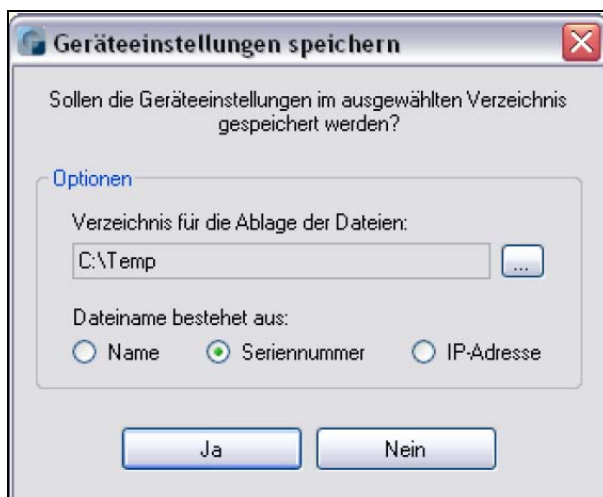 Geräteeinstellungen speichern
Sollen die Geräteeinstellungen im ausgewählten Verzeichnis
gespeichert werden?
Optionen
Verzeichnis für die Ablage der Dateien:
C:\Temp
...
Dateiname bestehet aus:
Name Seriennummer IP-Adresse
Ja Nein